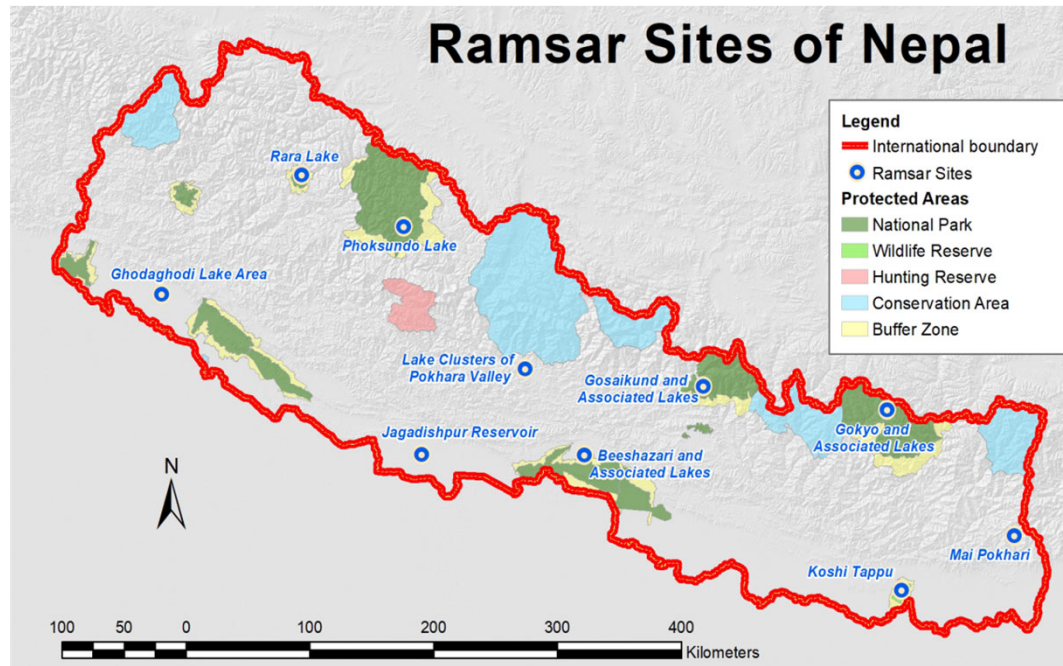 Ramsar Sites of Nepal
Legend
International boundary
Ramsar Sites
Protected Areas
National Park
Wildlife Reserve
Hunting Reserve
Conservation Area
Buffer Zone
Rara Lake
Phoksundo Lake
Ghodaghodi Lake Area
Lake Clusters of
Pokhara Valley
Gosaikund and
Associated Lakes
Gokyo and
Associated Lakes
Jagadishpur Reservoir
Beeshazari and
Associated Lakes
Mai Pokhari
Koshi Tappu
N
100 50 0 100 200 300 400
Kilometers